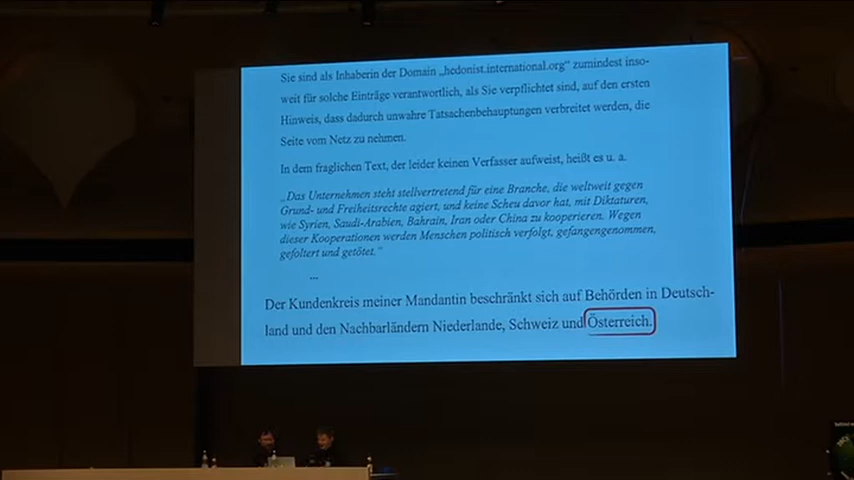 Sie sind als Inhaberin der Domain „hedonist.international.org" zumindest inso-
weit für solche Einträge verantwortlich, als Sie verpflichtet sind, auf den ersten
Hinweis, dass dadurch unwahre Tatsachenbehauptungen verbreitet werden, die
Seite vom Netz zu nehmen.
In dem fraglichen Text, der leider keinen Verfasser aufweist, heißt es u. a.
„Das Unternehmen steht stellvertretend für eine Branche, die weltweit gegen
Grund- und Freiheitsrechte agiert, und keine Scheu davor hat, mit Diktaturen,
wie Syrien, Saudi-Arabien, Bahrain, Iran oder China zu kooperieren. Wegen
dieser Kooperationen werden Menschen politisch verfolgt, gefangengenommen,
gefoltert und getötet."
...
Der Kundenkreis meiner Mandantin beschränkt sich auf Behörden in Deutsch-
land und den Nachbarländern Niederlande, Schweiz und Österreich.